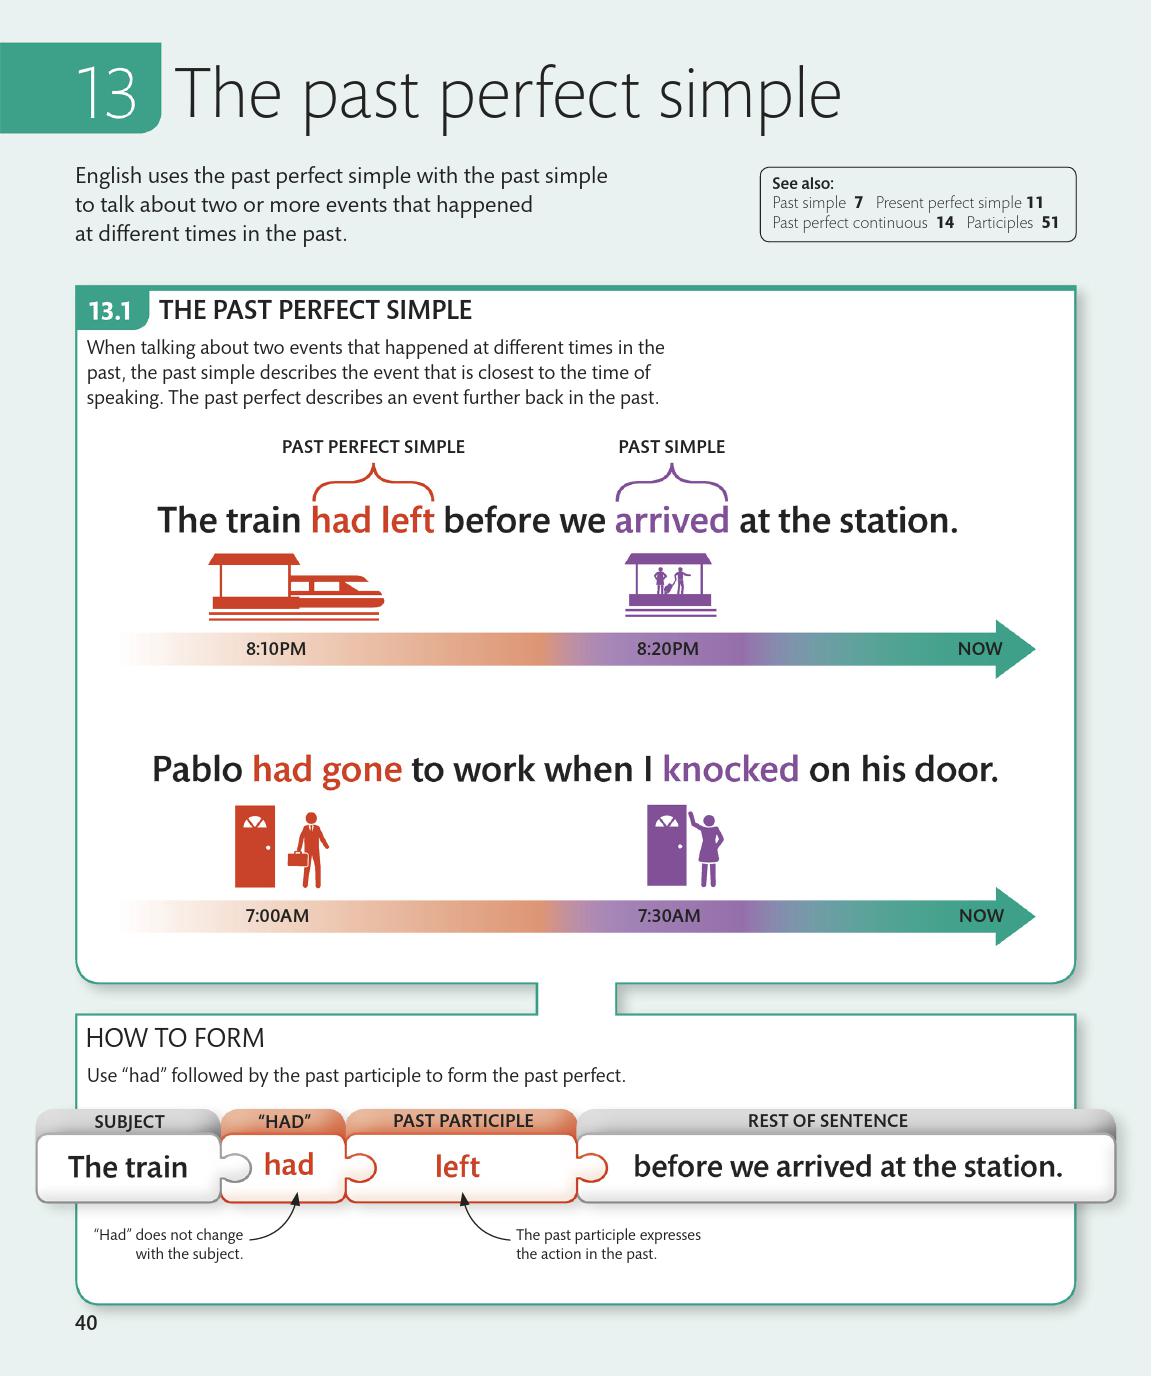 13 The past perfect simple
English uses the past perfect simple with the past simple
to talk about two or more events that happened
at different times in the past.
See also:
Past simple 7 Present perfect simple 11
Past perfect continuous 14 Participles 51
13.1 THE PAST PERFECT SIMPLE
When talking about two events that happened at different times in the
past, the past simple describes the event that is closest to the time of
speaking. The past perfect describes an event further back in the past.
PAST PERFECT SIMPLE PAST SIMPLE
The train had left before we arrived at the station.
8:10PM 8:20PM NOW
Pablo had gone to work when I knocked on his door.
7:00AM 7:30AM NOW
HOW TO FORM
Use “had” followed by the past participle to form the past perfect.
SUBJECT “HAD” PAST PARTICIPLE REST OF SENTENCE
The train had left before we arrived at the station.
“Had” does not change
with the subject.
The past participle expresses
the action in the past.
40